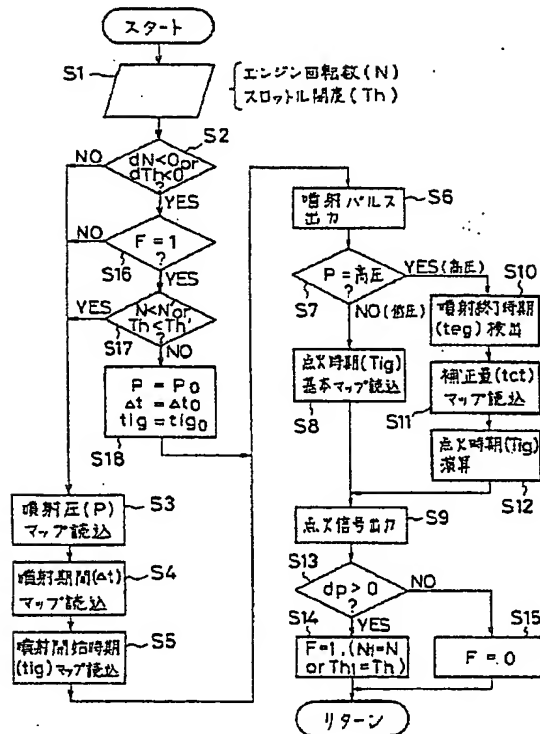 スタート
S1
エンジン回転数(N)
スロットル開度(Th)
S2
dN<0 or
dTh<0
?
NO
YES
F=1
?
NO
S16
YES
N<N'or
Th≤Th'
?
YES
S17
NO
P=P0
Δt=Δt0
tig=tig0
S18
噴射圧(P)
マップ読込
S3
噴射期間(Δt)
マップ読込
S4
噴射開始時期
(tig)マップ読込
S5
噴射パルス
出力
S6
P=高圧
?
S7
YES(高圧)
NO(低圧)
点火時期(Tig)
基本マップ読込
S8
S10
噴射終了時期
(teg)検出
補正量(tct)
マップ読込
S11
点火時期(Tig)
演算
S12
点火信号出力
S9
S13
dp>0
?
NO
YES
S14
F=1,(N1=N
or Th1=Th)
S15
F=0
リターン